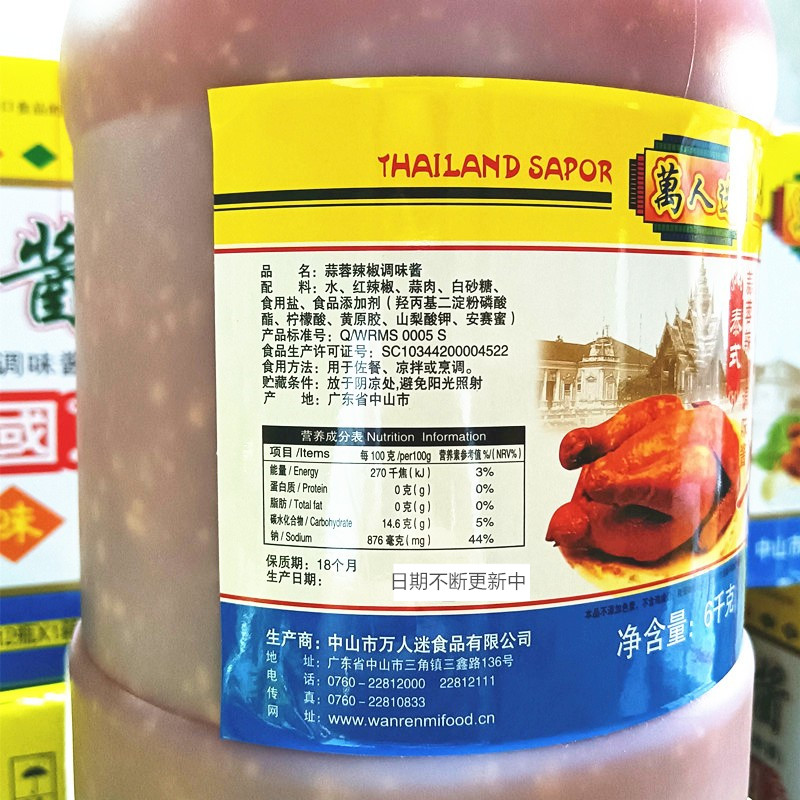 THAILAND SAPOR
萬人迷
泰式
品 名：蒜蓉辣椒调味酱
配 料：水、红辣椒、蒜肉、白砂糖、
食用盐、食品添加剂（羟丙基二淀粉磷酸
酯、柠檬酸、黄原胶、山梨酸钾、安赛蜜）
产品标准号：Q/WRMS 0005 S
食品生产许可证号：SC10344200004522
食用方法：用于佐餐、凉拌或烹调。
贮藏条件：放于阴凉处,避免阳光照射
产 地：广东省中山市
营养成分表 Nutrition Information
项目 /Items 每 100 克 /per100g 营养素参考值 %/( NRV% )
能量 / Energy 270 千焦 ( kJ ) 3%
蛋白质 / Protein 0 克 ( g ) 0%
脂肪 / Total fat 0 克 ( g ) 0%
碳水化合物 / Carbohydrate 14.6 克 ( g ) 5%
钠 / Sodium 876 毫克 ( mg ) 44%
保质期：18个月
生产日期：
日期不断更新中
净含量：6千克
生产商：中山市万人迷食品有限公司
地 址：广东省中山市三角镇三鑫路136号
电 话：0760－22812000 22812111
传 真：0760－22810833
网 址：www.wanrenmifood.cn
醬
调味酱
國
味
中山市